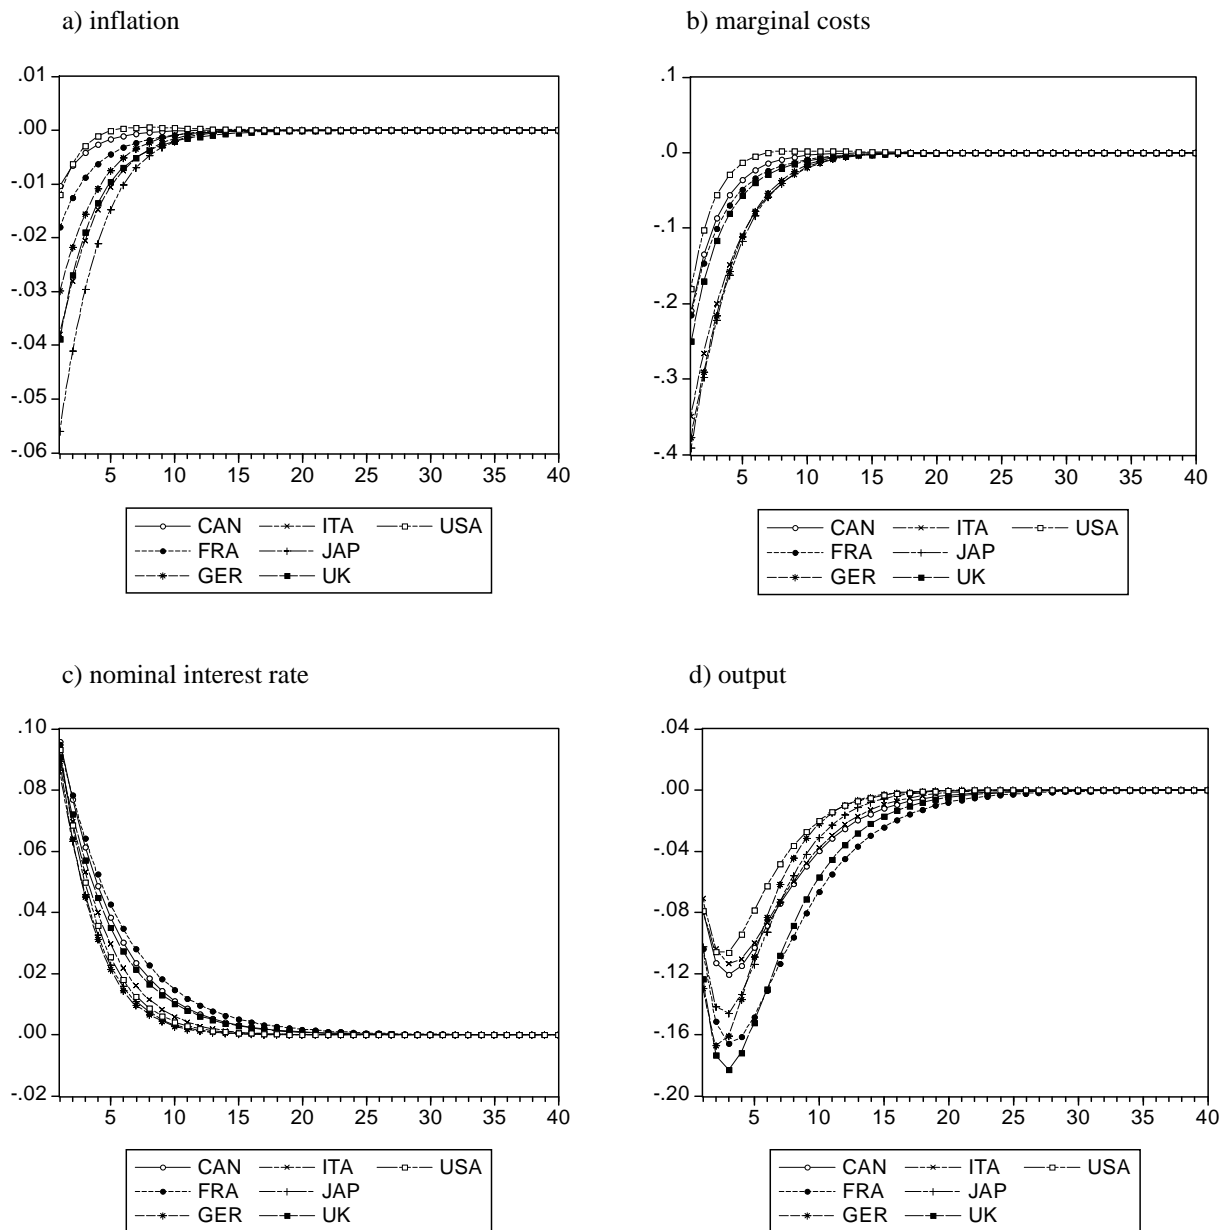 a) inflation
b) marginal costs
.01
.00
-.01
-.02
-.03
-.04
-.05
-.06
5 10 15 20 25 30 35 40
CAN ITA USA
FRA JAP
GER UK
.1
.0
-.1
-.2
-.3
-.4
5 10 15 20 25 30 35 40
CAN ITA USA
FRA JAP
GER UK
c) nominal interest rate
d) output
.10
.08
.06
.04
.02
.00
-.02
5 10 15 20 25 30 35 40
CAN ITA USA
FRA JAP
GER UK
.04
.00
-.04
-.08
-.12
-.16
-.20
5 10 15 20 25 30 35 40
CAN ITA USA
FRA JAP
GER UK